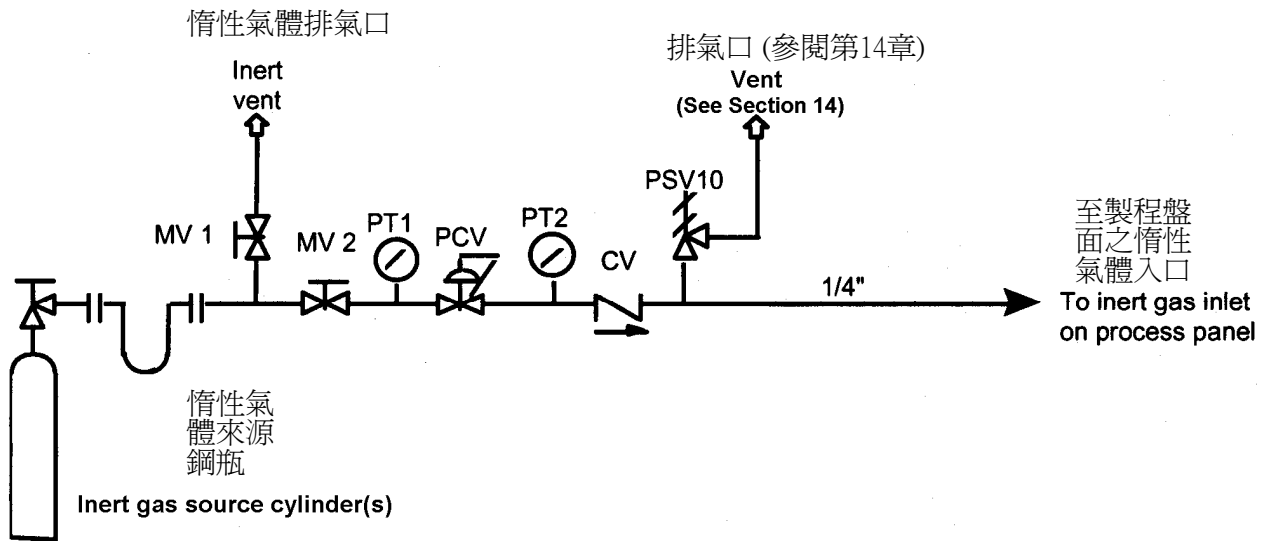 惰性氣體排氣口
Inert
vent
排氣口 (參閱第14章)
Vent
(See Section 14)
PSV10
MV 1
MV 2
PT1
PCV
PT2
CV
1/4"
至製程盤
面之惰性
氣體入口
To inert gas inlet
on process panel
惰性氣
體來源
鋼瓶
Inert gas source cylinder(s)